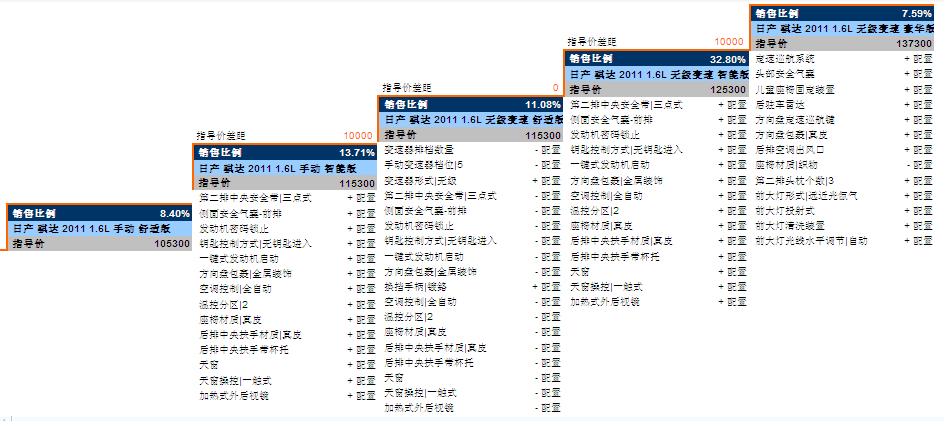 销售比例 8.40%
日产 骐达 2011 1.6L 手动 舒适版
指导价 105300
指导价差距 10000
销售比例 13.71%
日产 骐达 2011 1.6L 手动 智能版
指导价 115300
第二排中央安全带|三点式 + 配置
侧面安全气囊-前排 + 配置
发动机密码锁止 + 配置
钥匙控制方式|无钥匙进入 + 配置
一键式发动机启动 + 配置
方向盘包裹|金属装饰 + 配置
空调控制|全自动 + 配置
温控分区|2 + 配置
座椅材质|真皮 + 配置
后排中央扶手材质|真皮 + 配置
后排中央扶手带杯托 + 配置
天窗 + 配置
天窗操控|一触式 + 配置
加热式外后视镜 + 配置
指导价差距 0
销售比例 11.08%
日产 骐达 2011 1.6L 无级变速 舒适版
指导价 115300
变速器排档数量 - 配置
手动变速器档位|5 - 配置
变速器形式|无级 + 配置
第二排中央安全带|三点式 - 配置
侧面安全气囊-前排 - 配置
发动机密码锁止 - 配置
钥匙控制方式|无钥匙进入 - 配置
一键式发动机启动 - 配置
方向盘包裹|金属装饰 - 配置
换挡手柄|镀铬 + 配置
空调控制|全自动 - 配置
温控分区|2 - 配置
座椅材质|真皮 - 配置
后排中央扶手材质|真皮 - 配置
后排中央扶手带杯托 - 配置
天窗 - 配置
天窗操控|一触式 - 配置
加热式外后视镜 - 配置
指导价差距 10000
销售比例 32.80%
日产 骐达 2011 1.6L 无级变速 智能版
指导价 125300
第二排中央安全带|三点式 + 配置
侧面安全气囊-前排 + 配置
发动机密码锁止 + 配置
钥匙控制方式|无钥匙进入 + 配置
一键式发动机启动 + 配置
方向盘包裹|金属装饰 + 配置
空调控制|全自动 + 配置
温控分区|2 + 配置
座椅材质|真皮 + 配置
后排中央扶手材质|真皮 + 配置
后排中央扶手带杯托 + 配置
天窗 + 配置
天窗操控|一触式 + 配置
加热式外后视镜 + 配置
销售比例 7.59%
日产 骐达 2011 1.6L 无级变速 豪华版
指导价 137300
定速巡航系统 + 配置
头部安全气囊 + 配置
儿童座椅固定装置 + 配置
后驻车雷达 + 配置
方向盘定速巡航键 + 配置
方向盘包裹|真皮 + 配置
后排空调出风口 + 配置
座椅材质|织物 - 配置
第二排头枕个数|3 + 配置
前大灯形式|远近光氙气 + 配置
前大灯投射式 + 配置
前大灯清洗装置 + 配置
前大灯光线水平调节|自动 + 配置